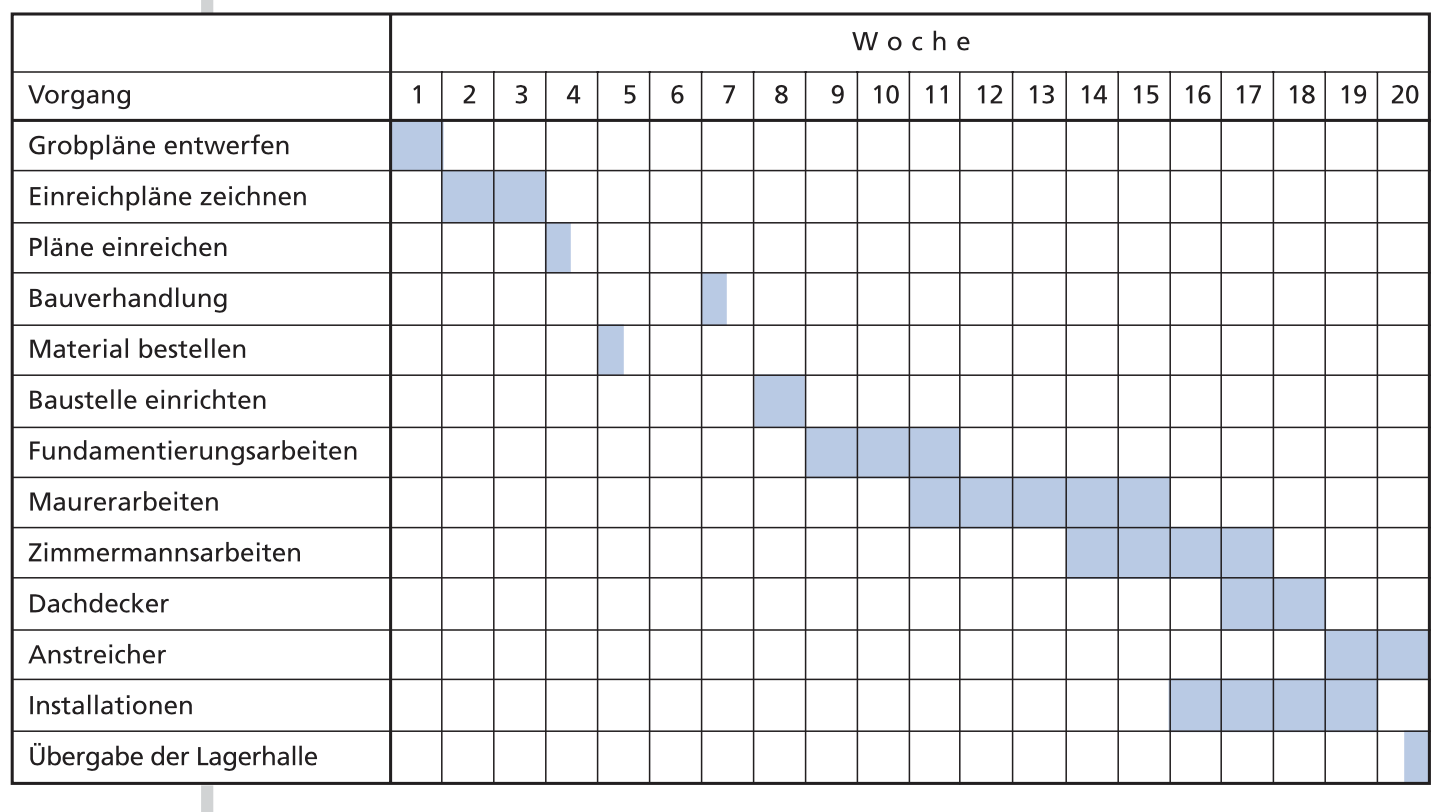 W o c h e
Vorgang 1 2 3 4 5 6 7 8 9 10 11 12 13 14 15 16 17 18 19 20
Grobpläne entwerfen
Einreichpläne zeichnen
Pläne einreichen
Bauverhandlung
Material bestellen
Baustelle einrichten
Fundamentierungsarbeiten
Maurerarbeiten
Zimmermannsarbeiten
Dachdecker
Anstreicher
Installationen
Übergabe der Lagerhalle